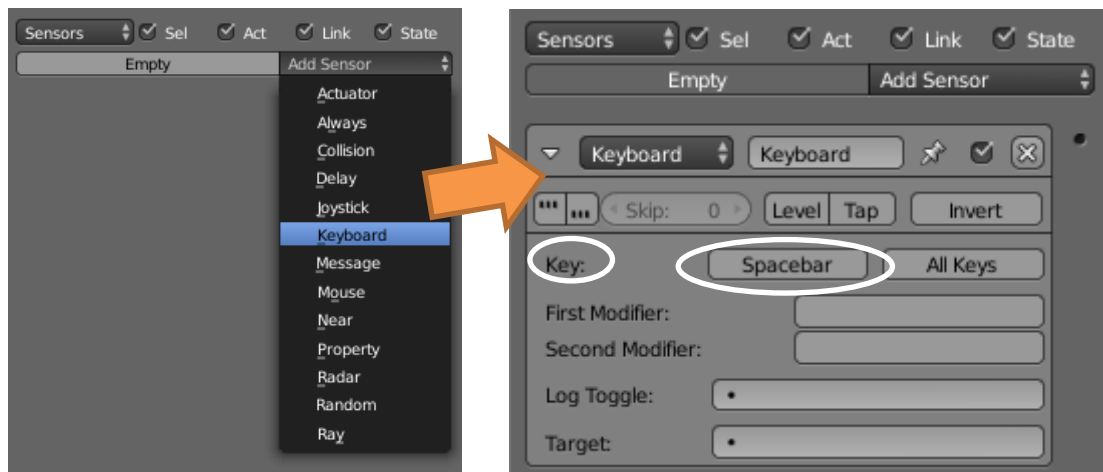 Sensors Sel Act Link State
Empty Add Sensor
Actuator
Always
Collision
Delay
Joystick
Keyboard
Message
Mouse
Near
Property
Radar
Random
Ray
Sensors Sel Act Link State
Empty Add Sensor
Keyboard Keyboard
Skip: 0 Level Tap Invert
Key: Spacebar All Keys
First Modifier:
Second Modifier:
Log Toggle:
Target: